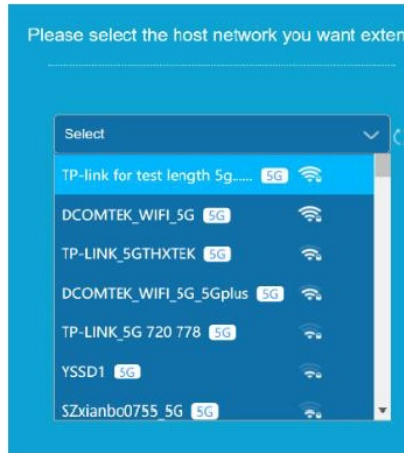 Please select the host network you want exten
Select
TP-link for test length 5g...... 5G
DCOMTEK_WIFI_5G 5G
TP-LINK_5GTHXTEK 5G
DCOMTEK_WIFI_5G_5Gplus 5G
TP-LINK_5G 720 778 5G
YSSD1 5G
SZxianbo0755_5G 5G